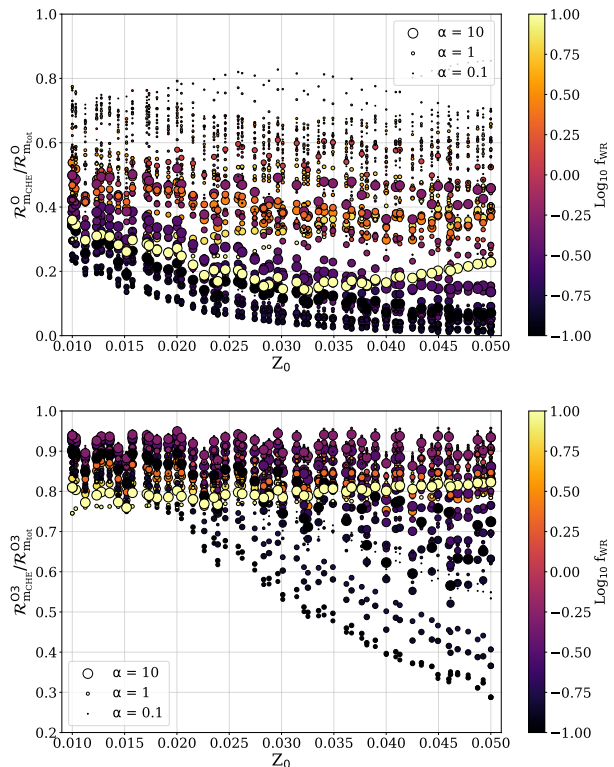 1.0
0.8
0.6
0.4
0.2
0.0
R^O_m_CHE / R^O_m_tot
α = 10
α = 1
α = 0.1
0.010 0.015 0.020 0.025 0.030 0.035 0.040 0.045 0.050
Z₀
1.00
0.75
0.50
0.25
0.00
−0.25
−0.50
−0.75
−1.00
Log₁₀ f_WR
1.0
0.9
0.8
0.7
0.6
0.5
0.4
0.3
0.2
R^O3_m_CHE / R^O3_m_tot
α = 10
α = 1
α = 0.1
0.010 0.015 0.020 0.025 0.030 0.035 0.040 0.045 0.050
Z₀
1.00
0.75
0.50
0.25
0.00
−0.25
−0.50
−0.75
−1.00
Log₁₀ f_WR